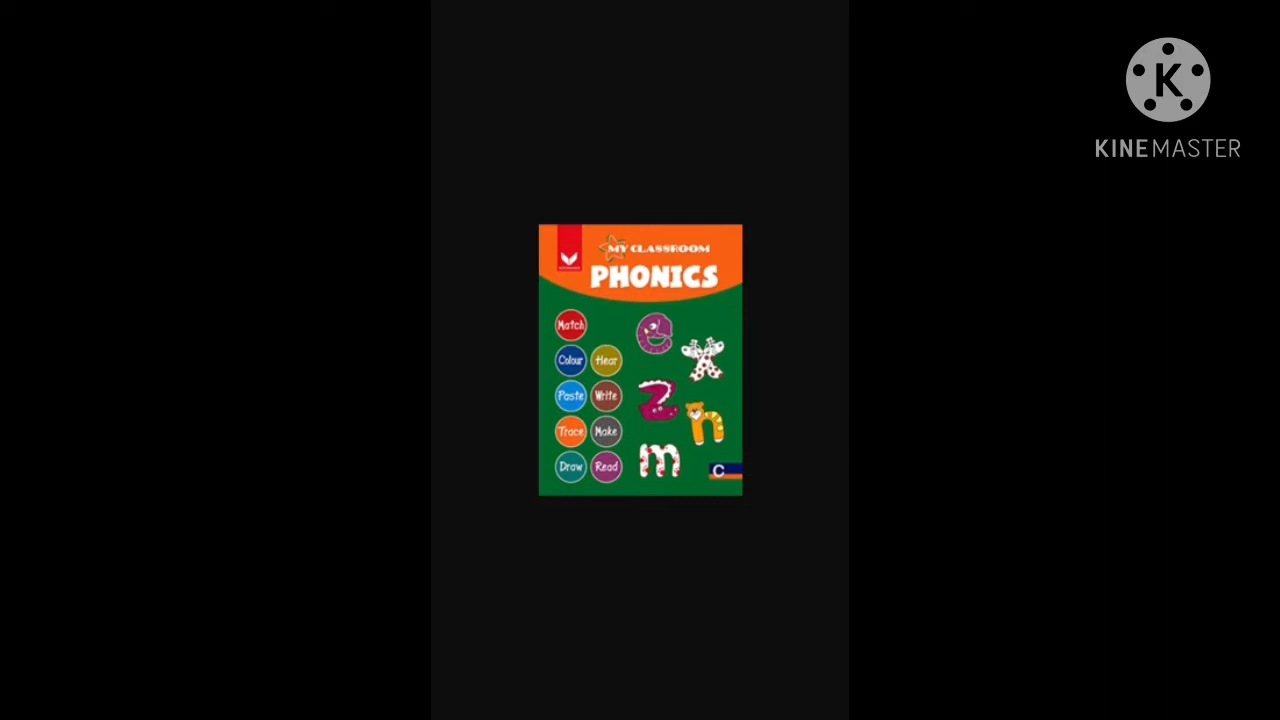 K
KINEMASTER
MY CLASSROOM
PHONICS
Match
Colour Hear
Paste Write
Trace Make
Draw Read
e
x
z
n
m
C